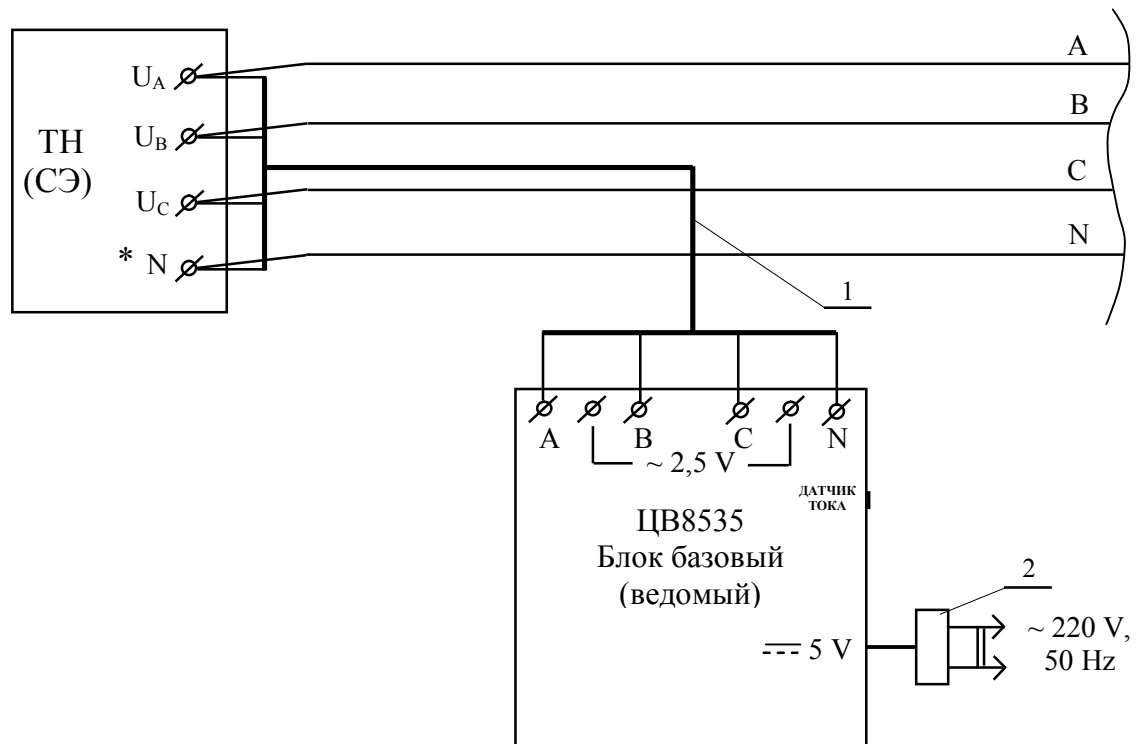 A
U_A
B
U_B
ТН
(СЭ)
C
U_C
N
* N
1
A B C N
~ 2,5 V
ДАТЧИК
ТОКА
ЦВ8535
Блок базовый
(ведомый)
2
5 V
~ 220 V,
50 Hz